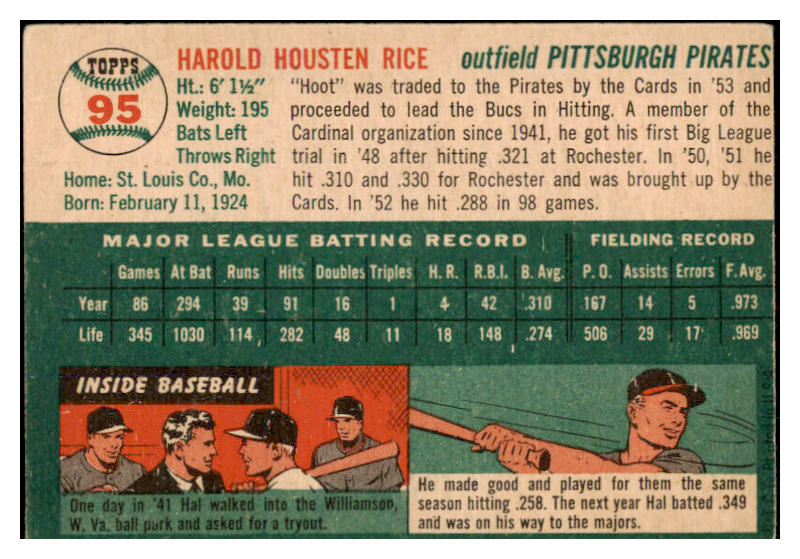 TOPPS
95
HAROLD HOUSTEN RICE outfield PITTSBURGH PIRATES
Ht.: 6' 1½"
Weight: 195
Bats Left
Throws Right
Home: St. Louis Co., Mo.
Born: February 11, 1924
"Hoot" was traded to the Pirates by the Cards in '53 and
proceeded to lead the Bucs in Hitting. A member of the
Cardinal organization since 1941, he got his first Big League
trial in '48 after hitting .321 at Rochester. In '50, '51 he
hit .310 and .330 for Rochester and was brought up by the
Cards. In '52 he hit .288 in 98 games.
MAJOR LEAGUE BATTING RECORD FIELDING RECORD
Games At Bat Runs Hits Doubles Triples H. R. R.B.I. B. Avg. P. O. Assists Errors F. Avg.
Year 86 294 39 91 16 1 4 42 .310 167 14 5 .973
Life 345 1030 114 282 48 11 18 148 .274 506 29 17 .969
INSIDE BASEBALL
One day in '41 Hal walked into the Williamson,
W. Va. ball park and asked for a tryout.
He made good and played for them the same
season hitting .258. The next year Hal batted .349
and was on his way to the majors.